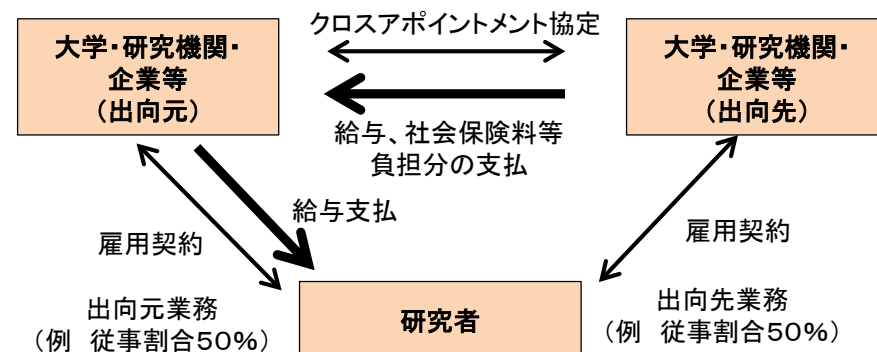 クロスアポイントメント協定
大学・研究機関・
企業等
（出向元）
大学・研究機関・
企業等
（出向先）
給与、社会保険料等
負担分の支払
給与支払
雇用契約
雇用契約
出向元業務
（例　従事割合50％）
研究者
出向先業務
（例　従事割合50％）